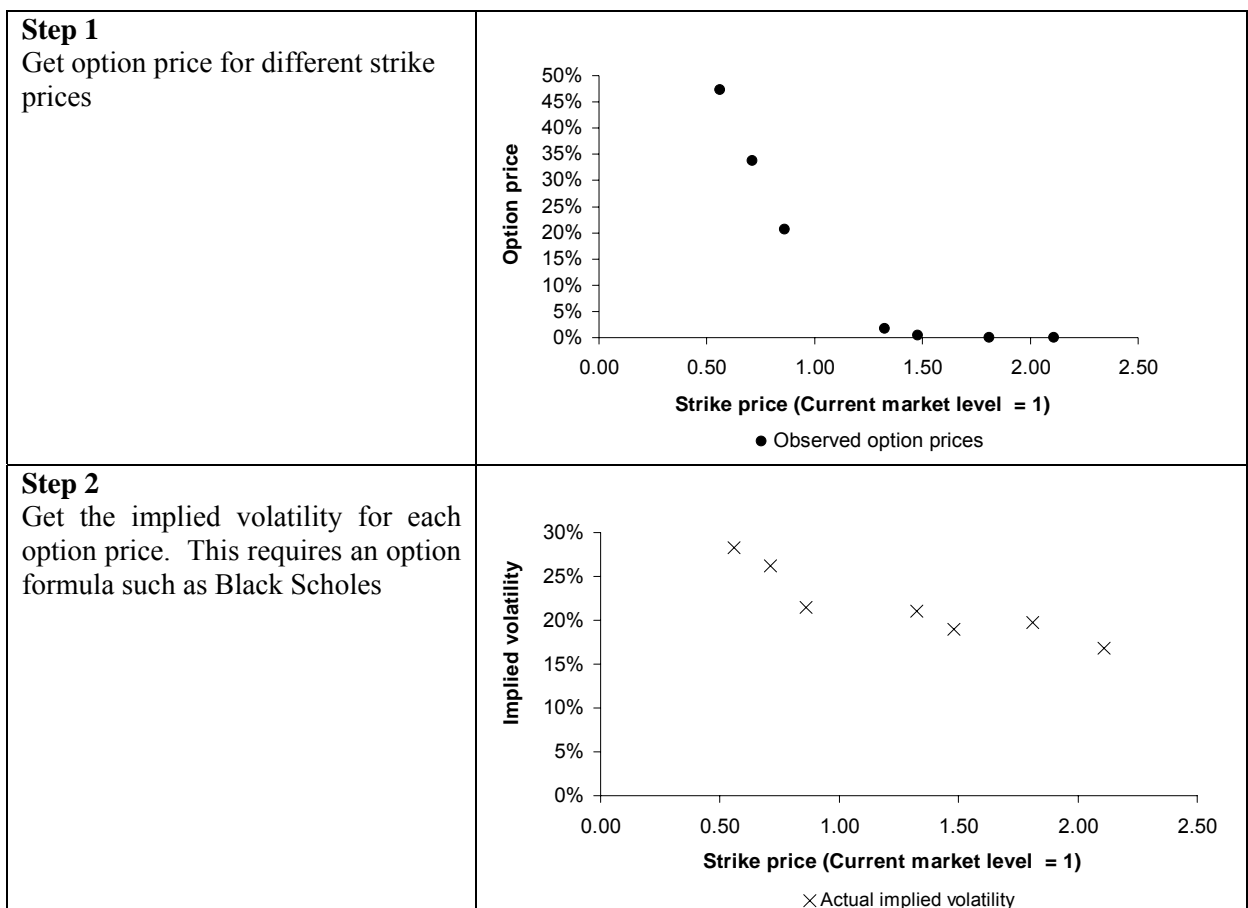 Step 1
Get option price for different strike
prices
Option price
50%
45%
40%
35%
30%
25%
20%
15%
10%
5%
0%
0.00 0.50 1.00 1.50 2.00 2.50
Strike price (Current market level = 1)
● Observed option prices
Step 2
Get the implied volatility for each
option price. This requires an option
formula such as Black Scholes
Implied volatility
30%
25%
20%
15%
10%
5%
0%
0.00 0.50 1.00 1.50 2.00 2.50
Strike price (Current market level = 1)
× Actual implied volatility